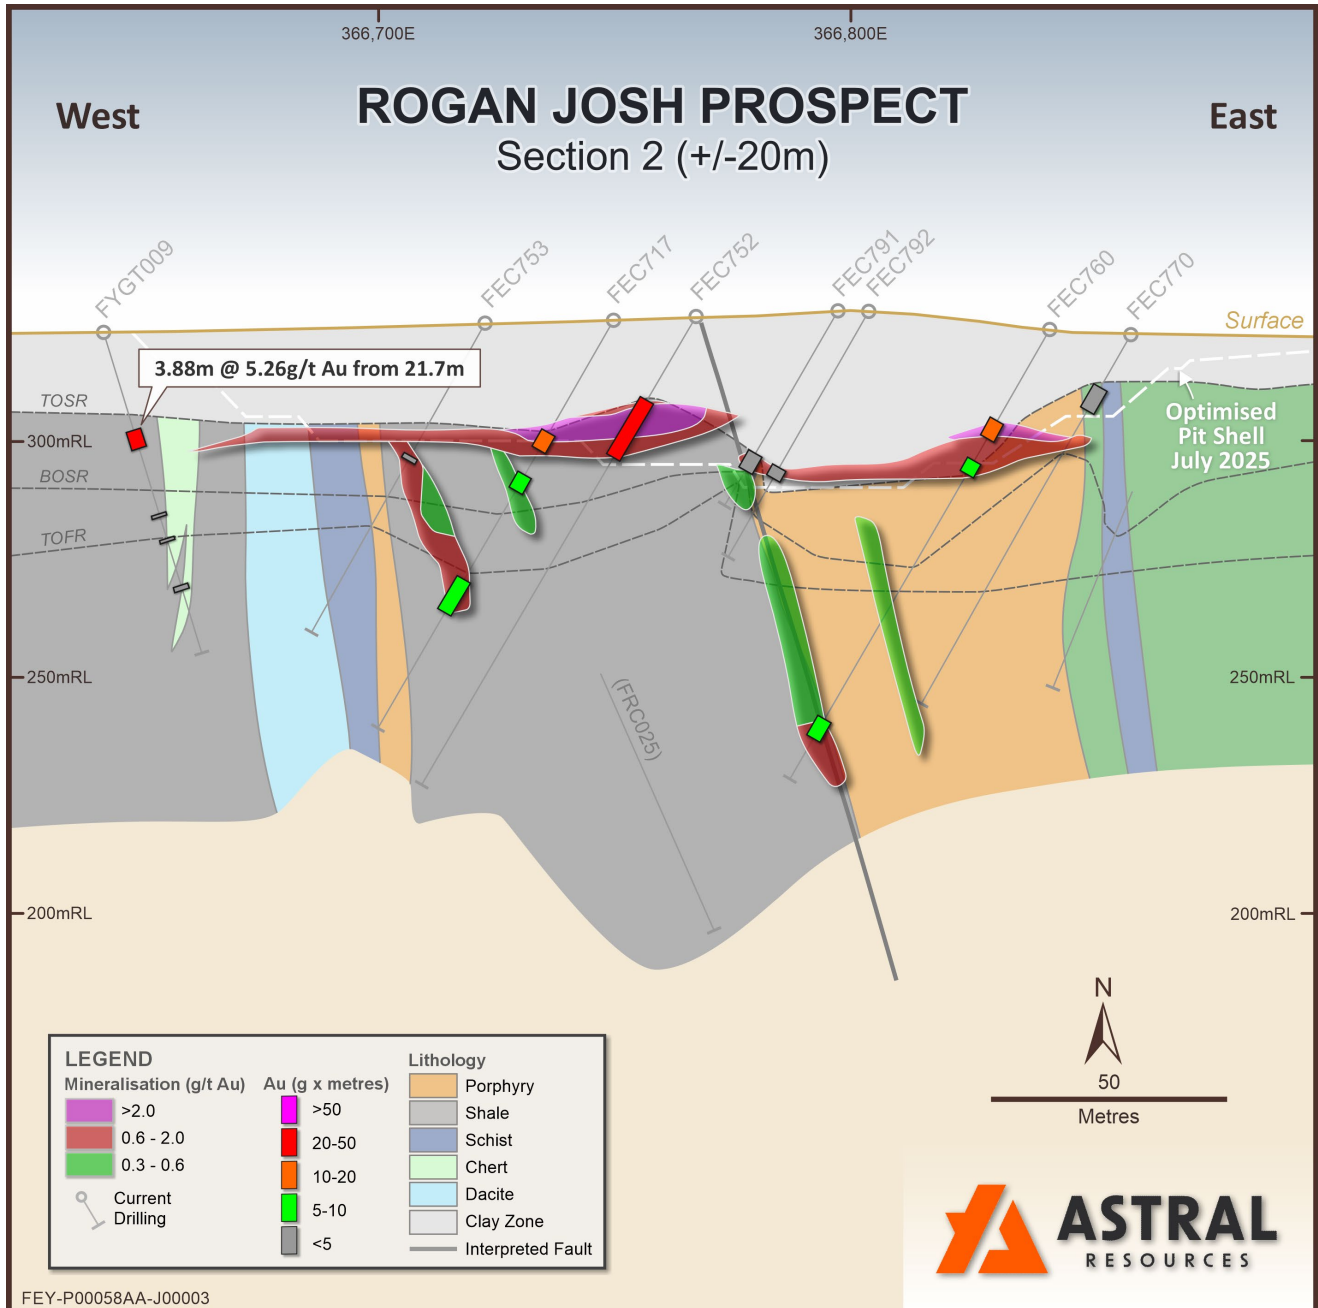 366,700E
366,800E
West
ROGAN JOSH PROSPECT
East
Section 2 (+/-20m)
FYGT009
FEC753
FEC717
FEC752
FEC791
FEC792
FEC760
FEC770
Surface
3.88m @ 5.26g/t Au from 21.7m
TOSR
300mRL
BOSR
TOFR
Optimised
Pit Shell
July 2025
250mRL
250mRL
(FRC025)
200mRL
200mRL
N
50
Metres
LEGEND
Mineralisation (g/t Au)
>2.0
0.6 - 2.0
0.3 - 0.6
Current
Drilling
Au (g x metres)
>50
20-50
10-20
5-10
<5
Lithology
Porphyry
Shale
Schist
Chert
Dacite
Clay Zone
Interpreted Fault
ASTRAL
RESOURCES
FEY-P00058AA-J00003